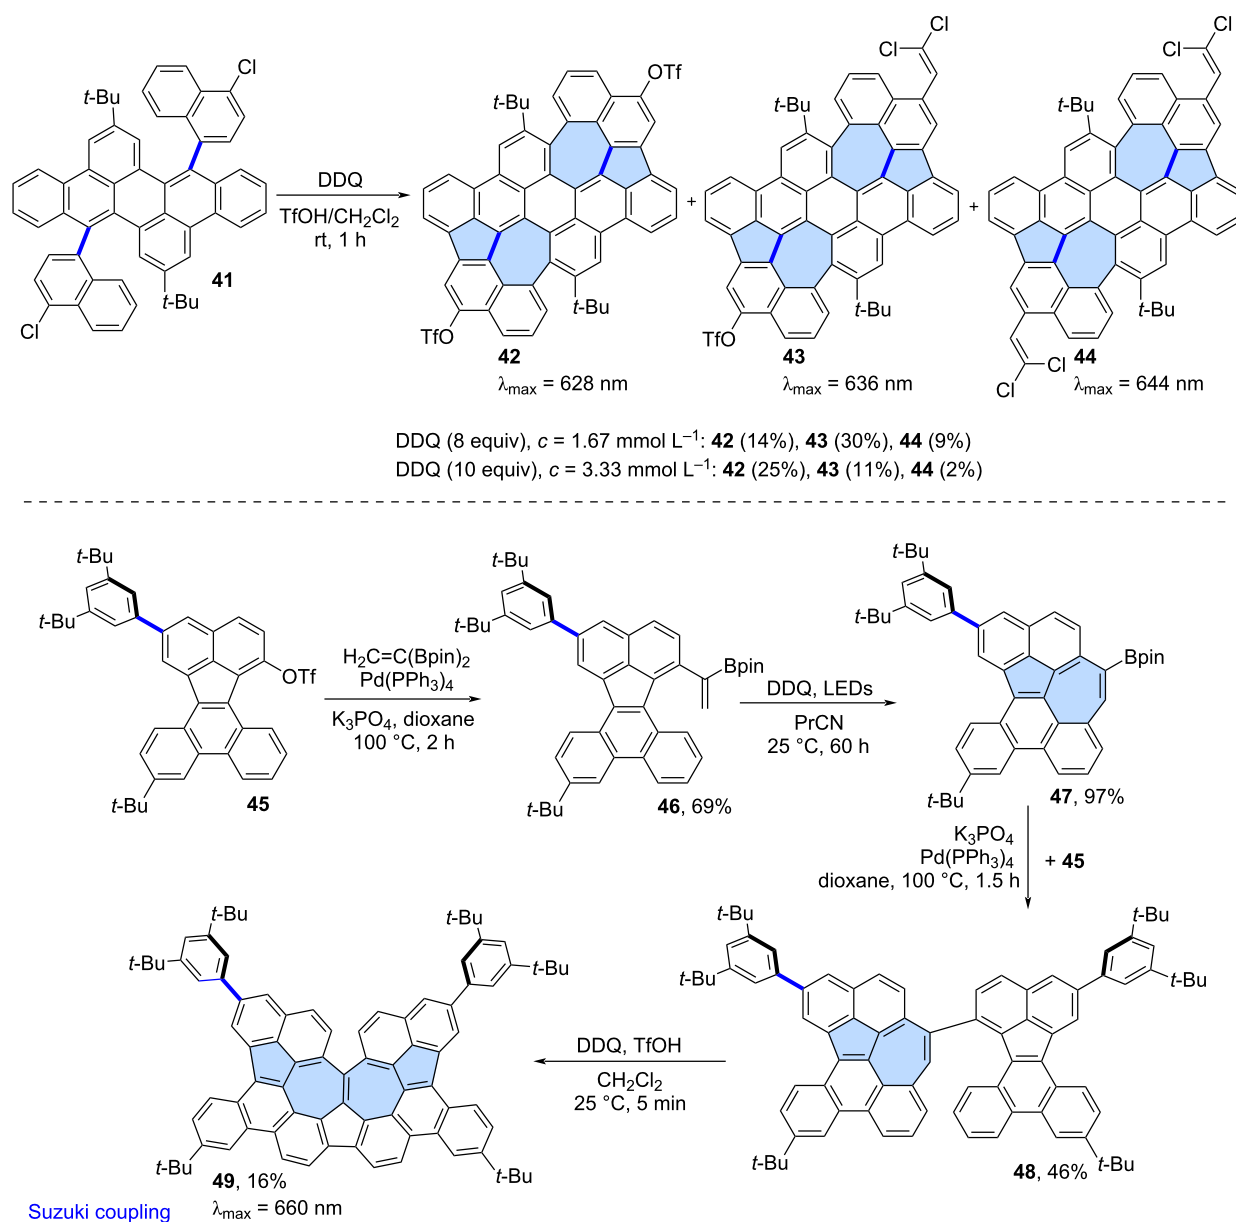 Cl
t-Bu
DDQ
TfOH/CH2Cl2
rt, 1 h
41
t-Bu
Cl
OTf
t-Bu
t-Bu
TfO
42
λmax = 628 nm
+
Cl
Cl
t-Bu
t-Bu
TfO
43
λmax = 636 nm
+
Cl
Cl
t-Bu
t-Bu
Cl
Cl
44
λmax = 644 nm
DDQ (8 equiv), c = 1.67 mmol L–1: 42 (14%), 43 (30%), 44 (9%)
DDQ (10 equiv), c = 3.33 mmol L–1: 42 (25%), 43 (11%), 44 (2%)
t-Bu
t-Bu
OTf
t-Bu
45
H2C=C(Bpin)2
Pd(PPh3)4
K3PO4, dioxane
100 °C, 2 h
t-Bu
t-Bu
Bpin
t-Bu
46, 69%
DDQ, LEDs
PrCN
25 °C, 60 h
t-Bu
t-Bu
Bpin
t-Bu
47, 97%
K3PO4
Pd(PPh3)4
dioxane, 100 °C, 1.5 h
+ 45
t-Bu
t-Bu
t-Bu
t-Bu
t-Bu
t-Bu
48, 46%
DDQ, TfOH
CH2Cl2
25 °C, 5 min
t-Bu
t-Bu
t-Bu
t-Bu
t-Bu
t-Bu
49, 16%
λmax = 660 nm
Suzuki coupling